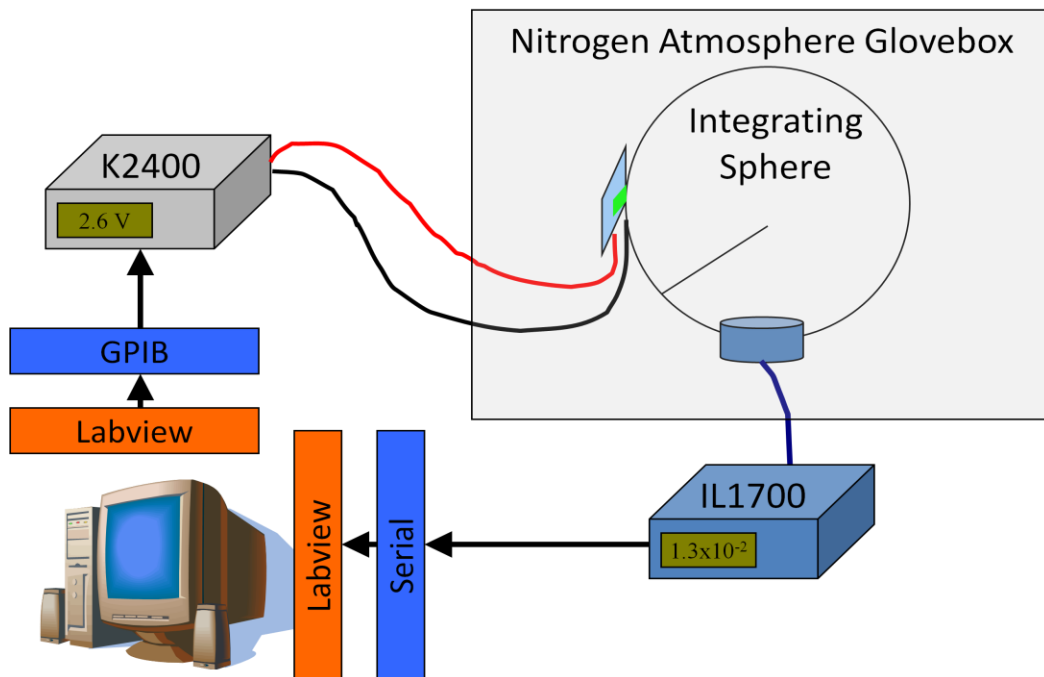 Nitrogen Atmosphere Glovebox
Integrating
Sphere
K2400
2.6 V
GPIB
Labview
Labview
Serial
IL1700
1.3x10⁻²